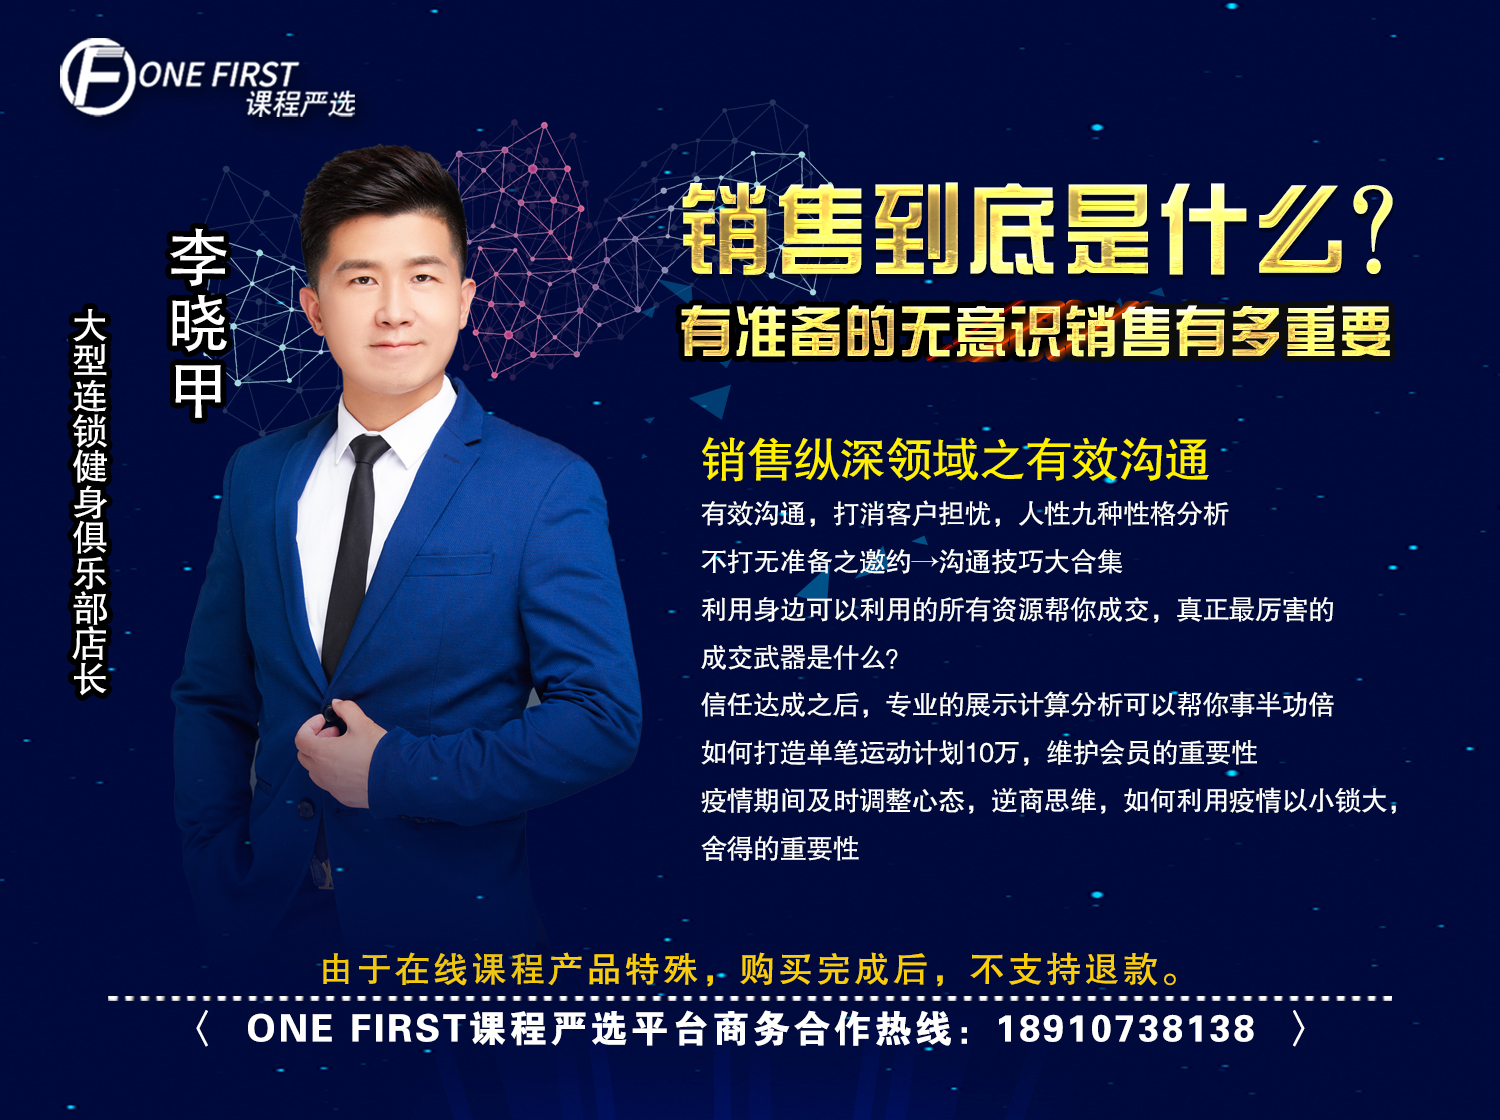 ONE FIRST
课程严选
李晓甲
大型连锁健身俱乐部店长
销售到底是什么?
有准备的无意识销售有多重要
销售纵深领域之有效沟通
有效沟通，打消客户担忧，人性九种性格分析
不打无准备之邀约→沟通技巧大合集
利用身边可以利用的所有资源帮你成交，真正最厉害的
成交武器是什么?
信任达成之后，专业的展示计算分析可以帮你事半功倍
如何打造单笔运动计划10万，维护会员的重要性
疫情期间及时调整心态，逆商思维，如何利用疫情以小锁大，
舍得的重要性
由于在线课程产品特殊，购买完成后，不支持退款。
〈 ONE FIRST课程严选平台商务合作热线：18910738138 〉